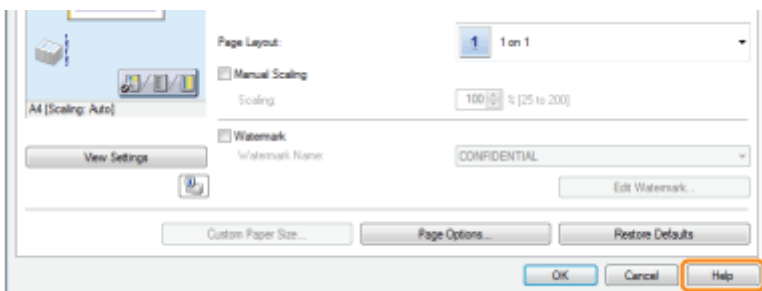 Page Layout:
1 1 on 1
Manual Scaling
Scaling:
100 % [25 to 200]
A4 [Scaling: Auto]
Watermark
View Settings
Watermark Name:
CONFIDENTIAL
Edit Watermark...
Custom Paper Size...
Page Options...
Restore Defaults
OK
Cancel
Help